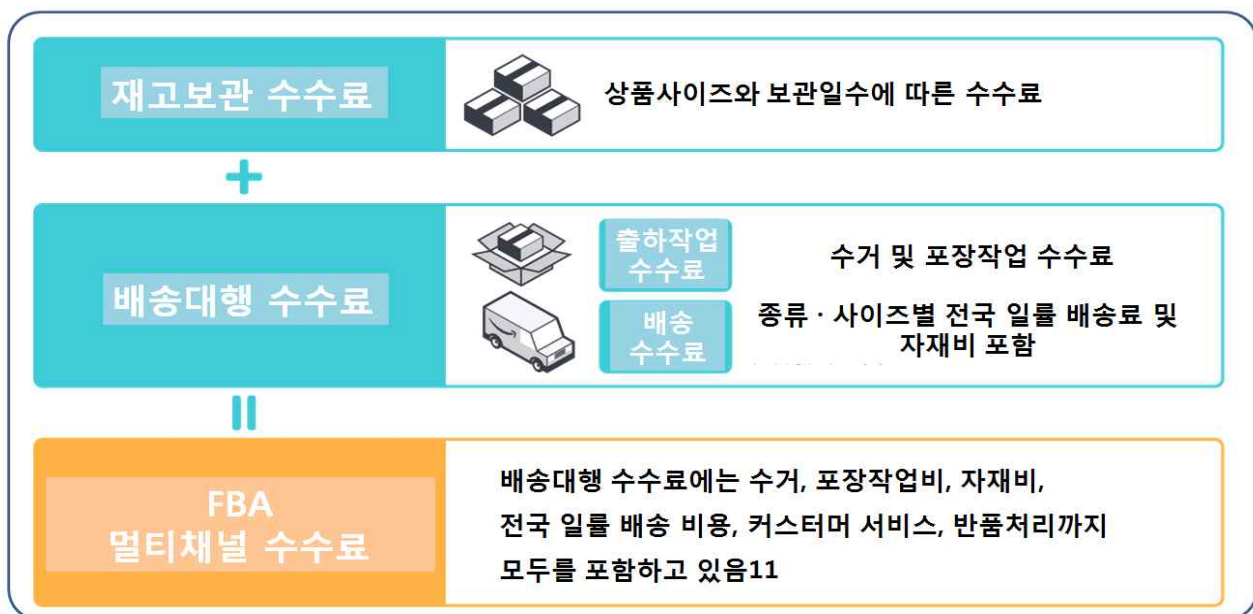 재고보관 수수료
상품사이즈와 보관일수에 따른 수수료
+
배송대행 수수료
출하작업
수수료
수거 및 포장작업 수수료
배송
수수료
종류 · 사이즈별 전국 일률 배송료 및
자재비 포함
=
FBA
멀티채널 수수료
배송대행 수수료에는 수거, 포장작업비, 자재비,
전국 일률 배송 비용, 커스터머 서비스, 반품처리까지
모두를 포함하고 있음11